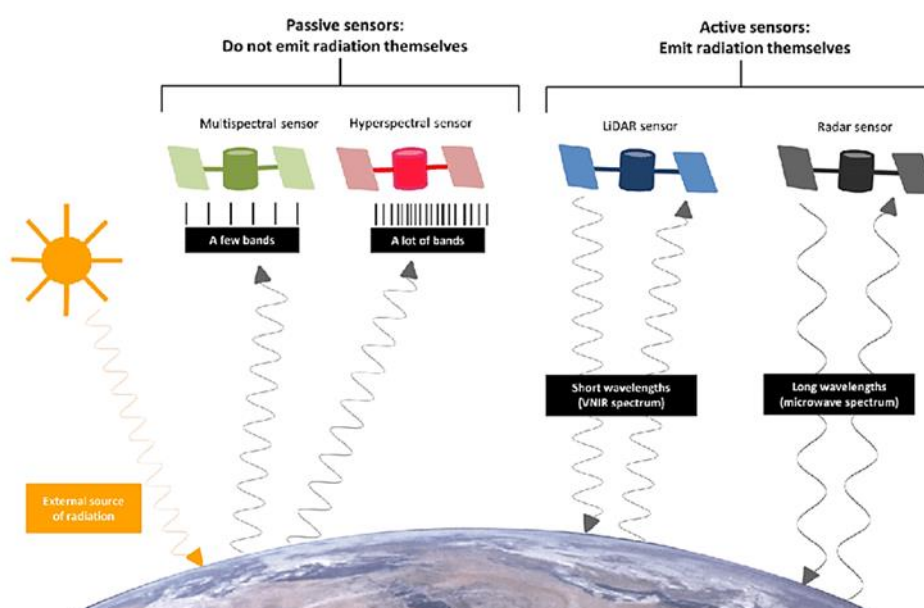 Passive sensors:
Do not emit radiation themselves
Active sensors:
Emit radiation themselves
Multispectral sensor
Hyperspectral sensor
LiDAR sensor
Radar sensor
A few bands
A lot of bands
Short wavelengths
(VNIR spectrum)
Long wavelengths
(microwave spectrum)
External source
of radiation